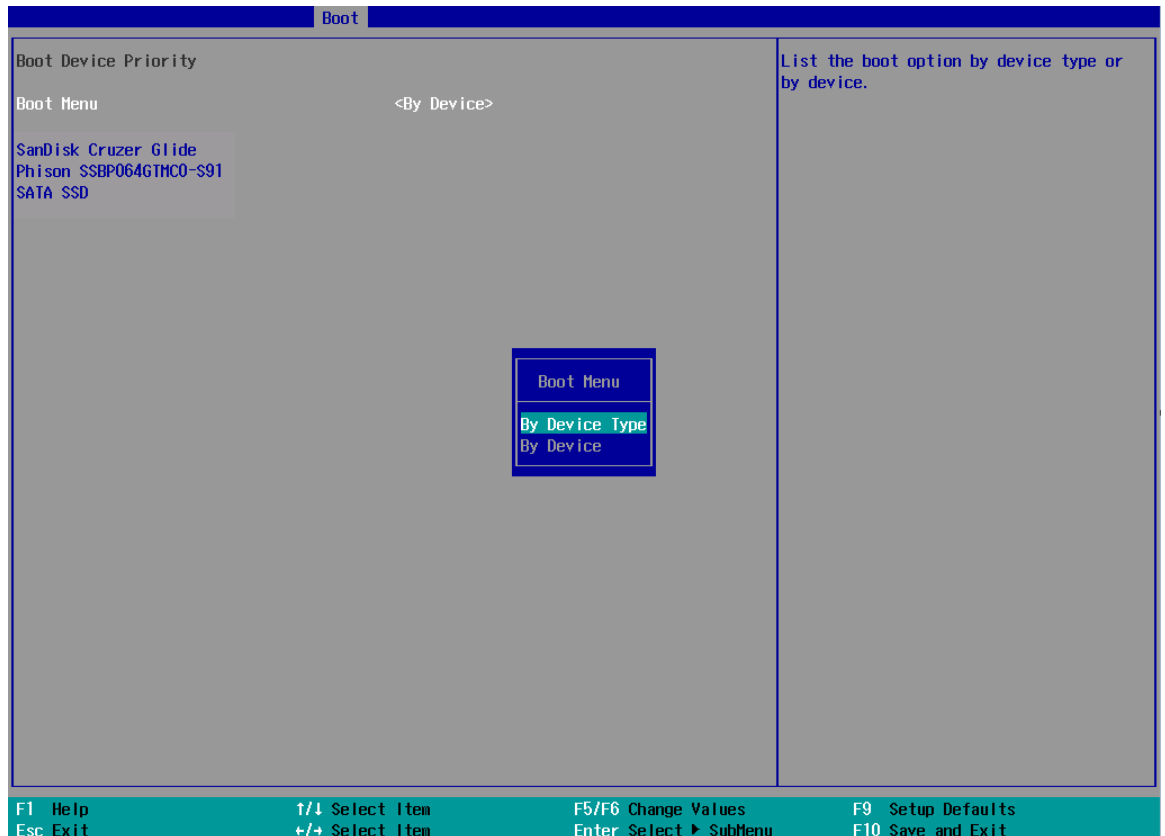 Boot
Boot Device Priority
Boot Menu <By Device>
SanDisk Cruzer Glide
Phison SSBP064GTMC0-S91
SATA SSD
List the boot option by device type or
by device.
Boot Menu
By Device Type
By Device
F1 Help ↑/↓ Select Item F5/F6 Change Values F9 Setup Defaults
Esc Exit ←/→ Select Item Enter Select ▶ SubMenu F10 Save and Exit